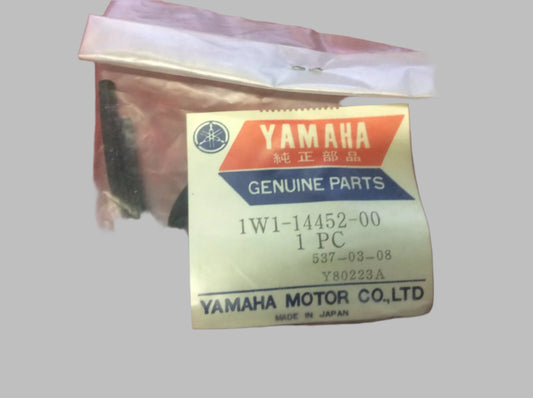 YAMAHA
純正部品
GENUINE PARTS
1W1-14452-00
1 PC
537-03-08
Y80223A
YAMAHA MOTOR CO.,LTD
MADE IN JAPAN